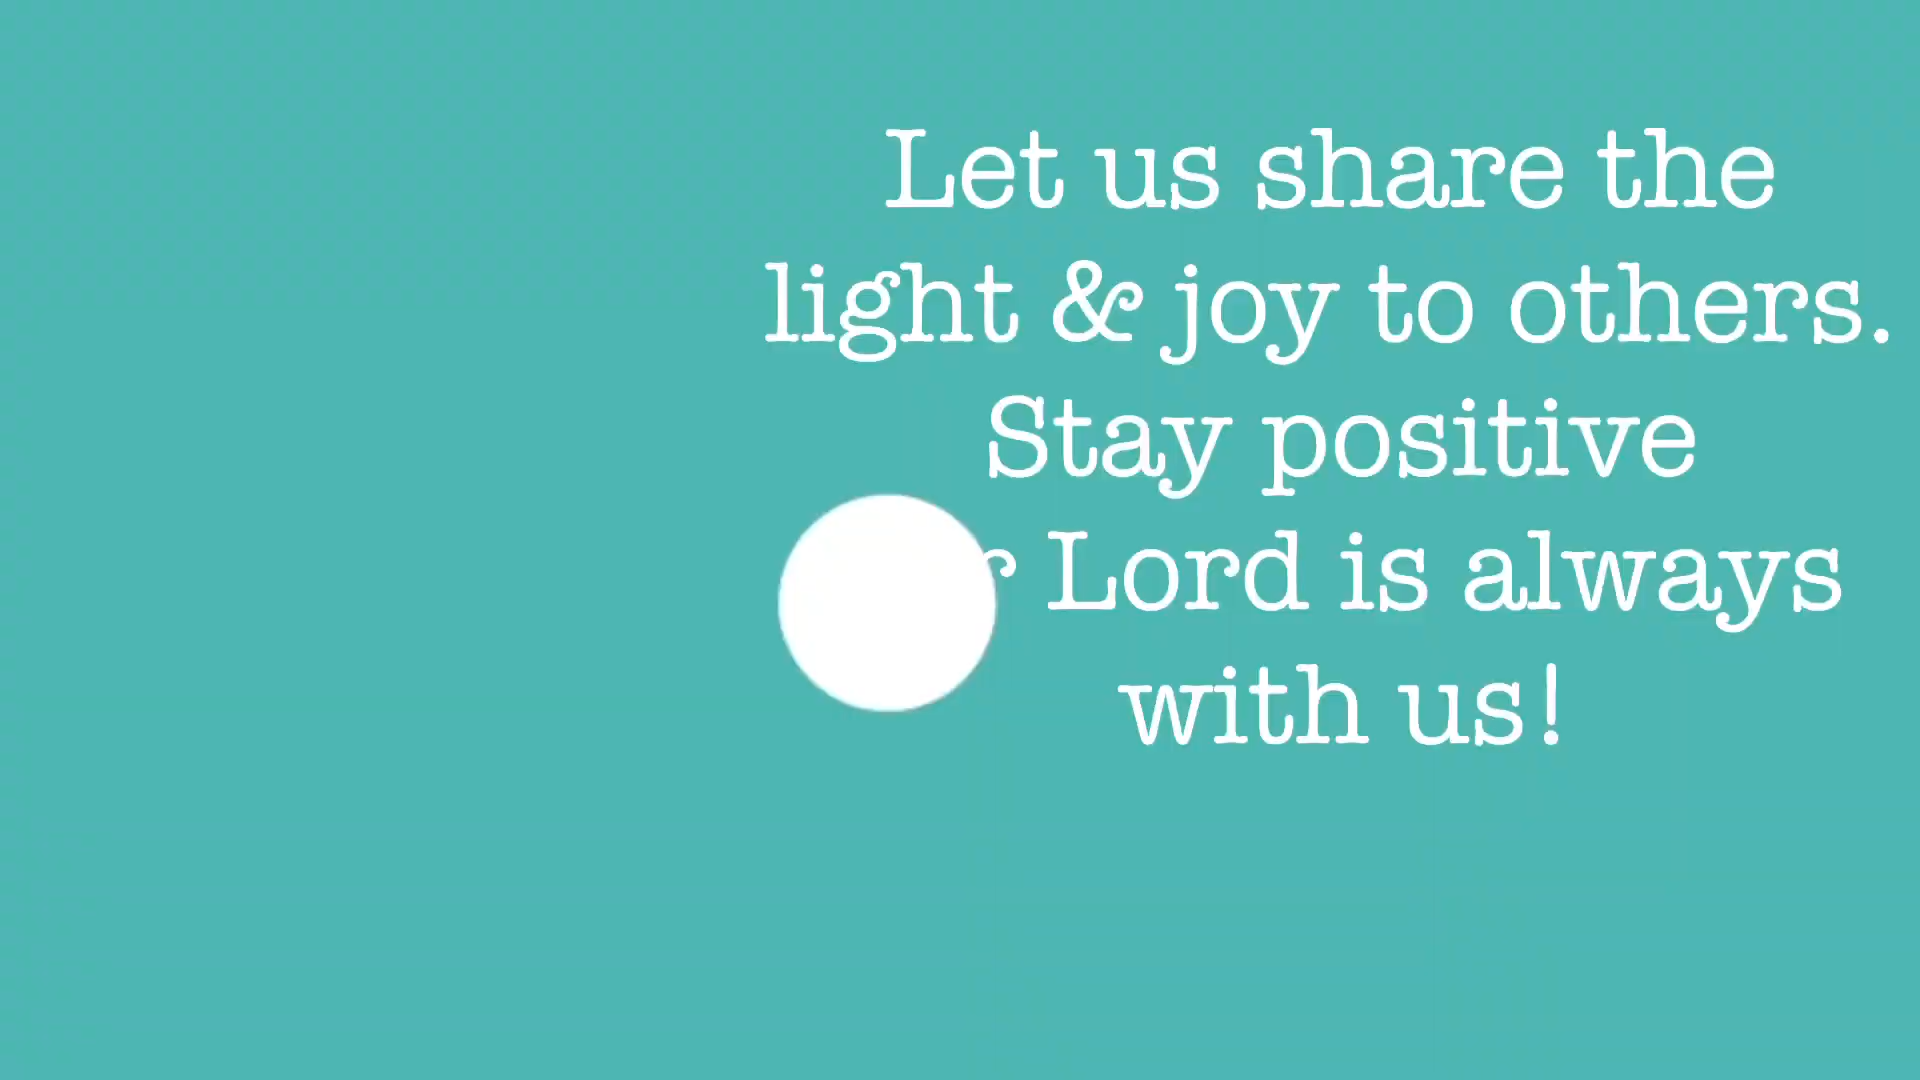 Let us share the
light & joy to others.
Stay positive
Lord is always
with us!